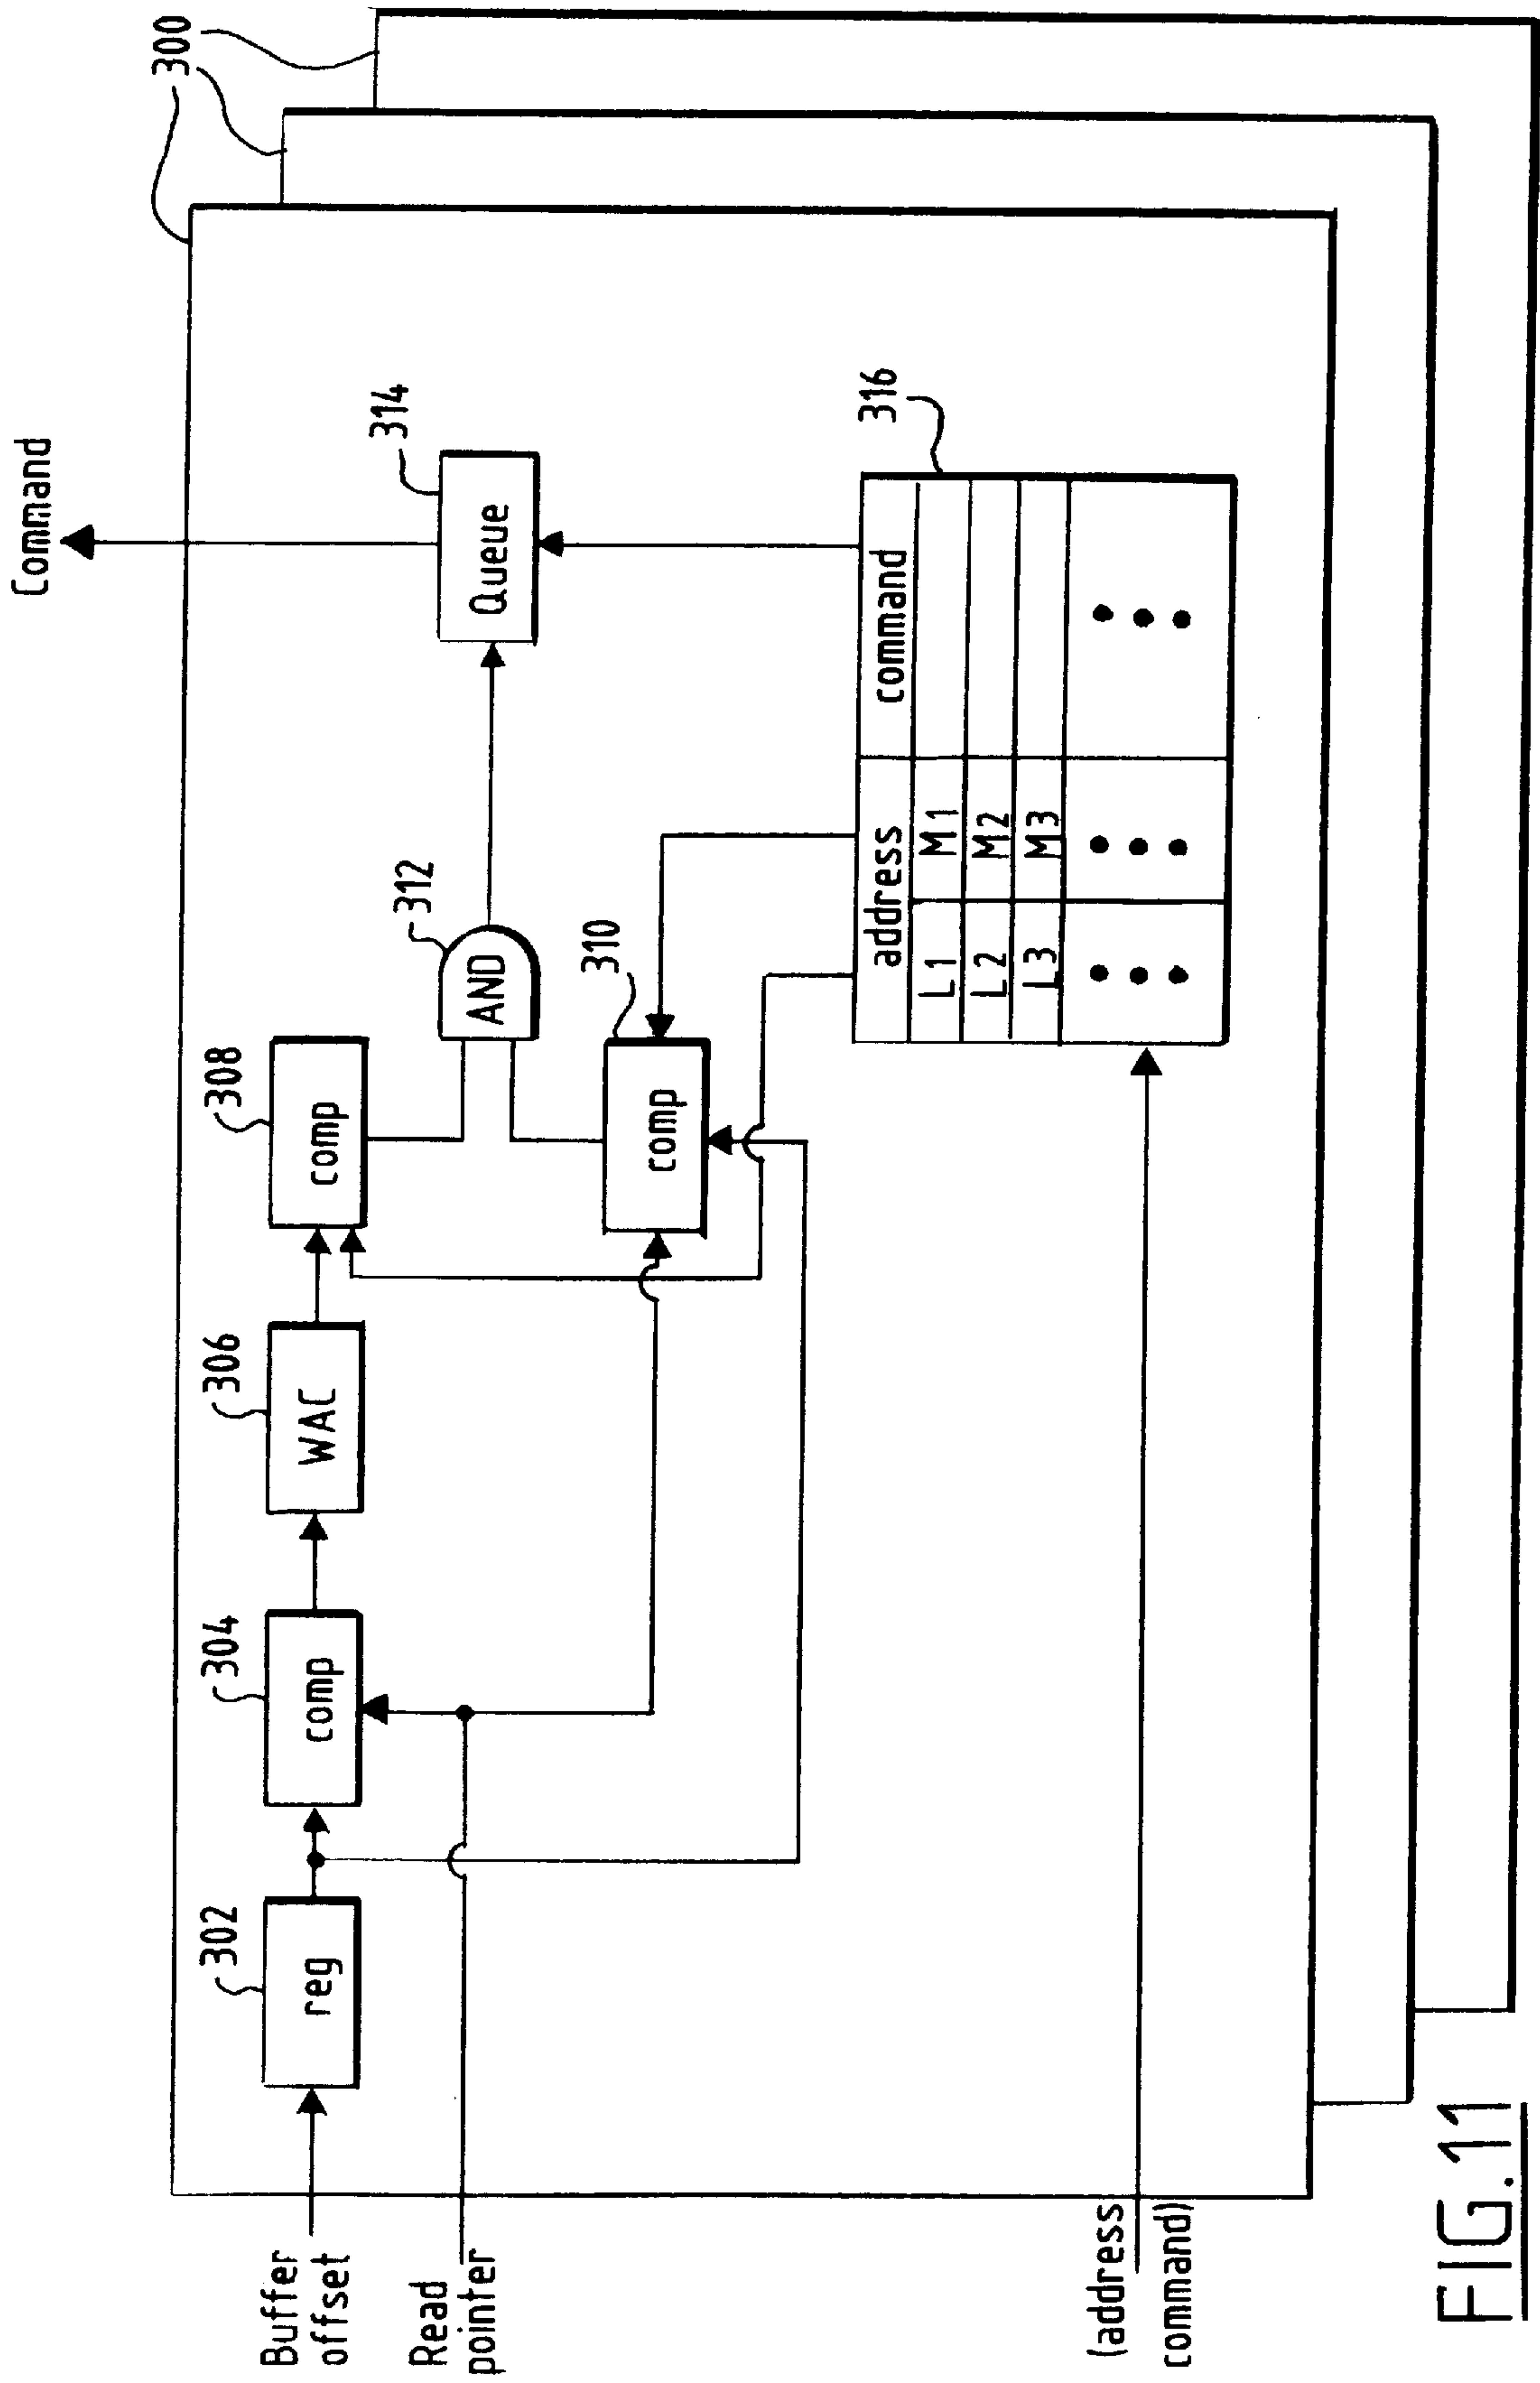 Command
300
302
304
306
308
reg
comp
WAC
comp
Buffer
offset
Read
pointer
312
314
AND
Queue
310
comp
316
address
command
L1
M1
L2
M2
L3
M3
(address
command)
FIG.11